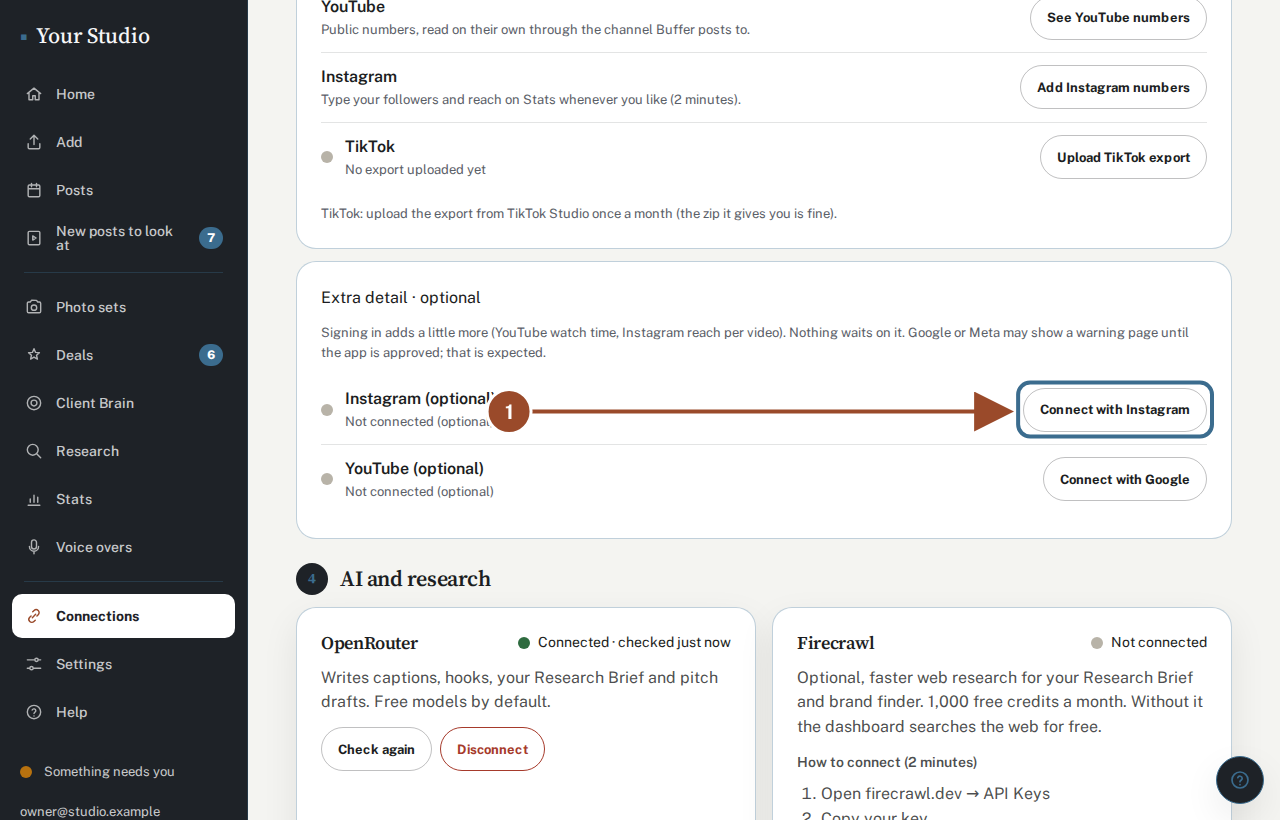 Your Studio
Home
Add
Posts
New posts to look
at
7
Photo sets
Deals
6
Client Brain
Research
Stats
Voice overs
Connections
Settings
Help
Something needs you
owner@studio.example
YouTube
Public numbers, read on their own through the channel Buffer posts to.
See YouTube numbers
Instagram
Type your followers and reach on Stats whenever you like (2 minutes).
Add Instagram numbers
TikTok
No export uploaded yet
Upload TikTok export
TikTok: upload the export from TikTok Studio once a month (the zip it gives you is fine).
Extra detail · optional
Signing in adds a little more (YouTube watch time, Instagram reach per video). Nothing waits on it. Google or Meta may show a warning page until
the app is approved; that is expected.
Instagram (optional)
Not connected (optional
1
Connect with Instagram
YouTube (optional)
Not connected (optional)
Connect with Google
4
AI and research
OpenRouter
Connected · checked just now
Writes captions, hooks, your Research Brief and pitch
drafts. Free models by default.
Check again
Disconnect
Firecrawl
Not connected
Optional, faster web research for your Research Brief
and brand finder. 1,000 free credits a month. Without it
the dashboard searches the web for free.
How to connect (2 minutes)
1. Open firecrawl.dev → API Keys
2. Copy your key